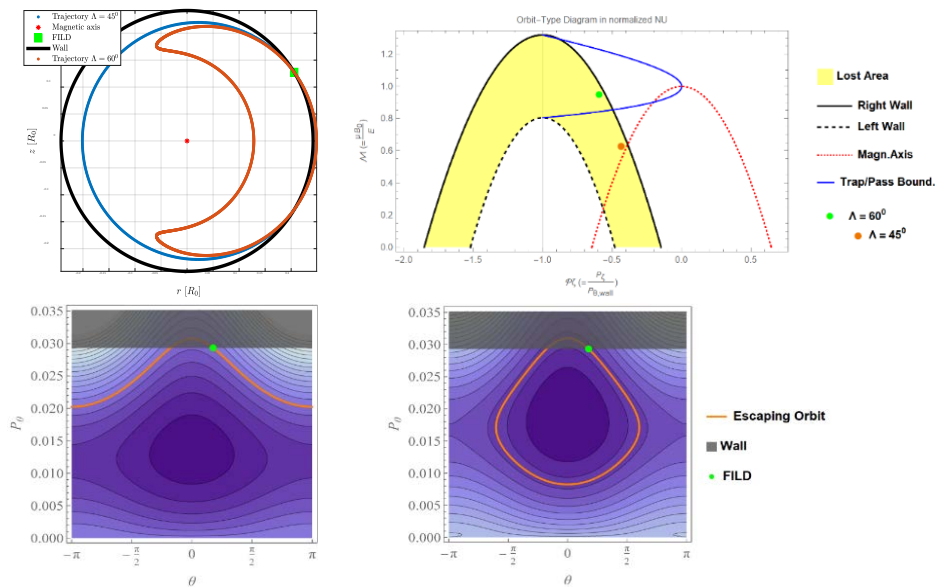 Trajectory Λ = 45⁰
Magnetic axis
FILD
Wall
Trajectory Λ = 60⁰
z [R₀]
r [R₀]
Orbit-Type Diagram in normalized NU
1.2
1.0
0.8
0.6
0.4
0.2
0.0
-2.0
-1.5
-1.0
-0.5
0.0
0.5
Lost Area
Right Wall
Left Wall
Magn.Axis
Trap/Pass Bound.
Λ = 60⁰
Λ = 45⁰
0.035
0.030
0.025
0.020
0.015
0.010
0.005
0.000
P_θ
-π
-π/2
0
π/2
π
θ
0.035
0.030
0.025
0.020
0.015
0.010
0.005
0.000
P_θ
-π
-π/2
0
π/2
π
θ
Escaping Orbit
Wall
FILD